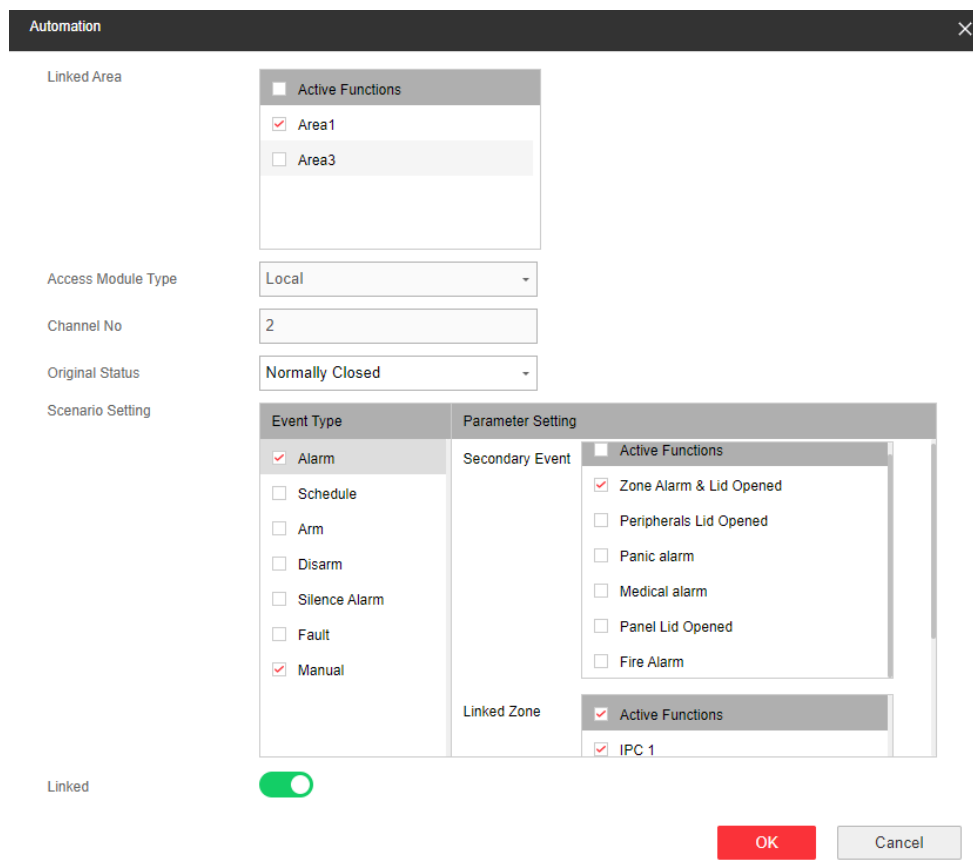 Automation
Linked Area
Active Functions
Area1
Area3
Access Module Type
Local
Channel No
2
Original Status
Normally Closed
Scenario Setting
Event Type
Parameter Setting
Alarm
Schedule
Arm
Disarm
Silence Alarm
Fault
Manual
Secondary Event
Active Functions
Zone Alarm & Lid Opened
Peripherals Lid Opened
Panic alarm
Medical alarm
Panel Lid Opened
Fire Alarm
Linked Zone
Active Functions
IPC 1
Linked
OK
Cancel